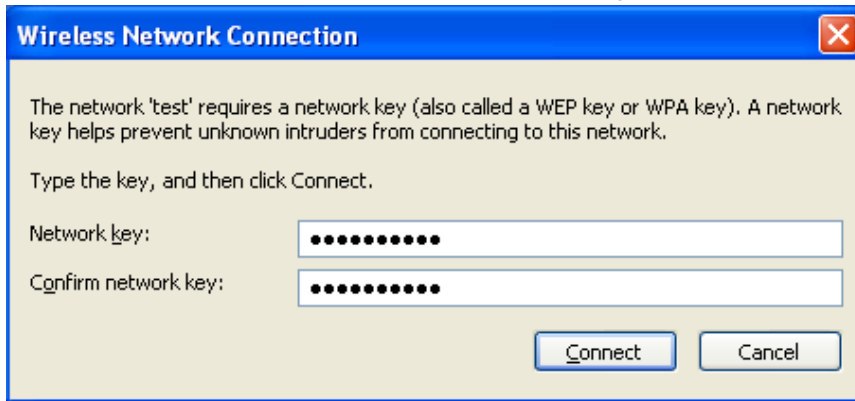 Wireless Network Connection
The network 'test' requires a network key (also called a WEP key or WPA key). A network
key helps prevent unknown intruders from connecting to this network.
Type the key, and then click Connect.
Network key: ●●●●●●●●●●
Confirm network key: ●●●●●●●●●●
Connect Cancel